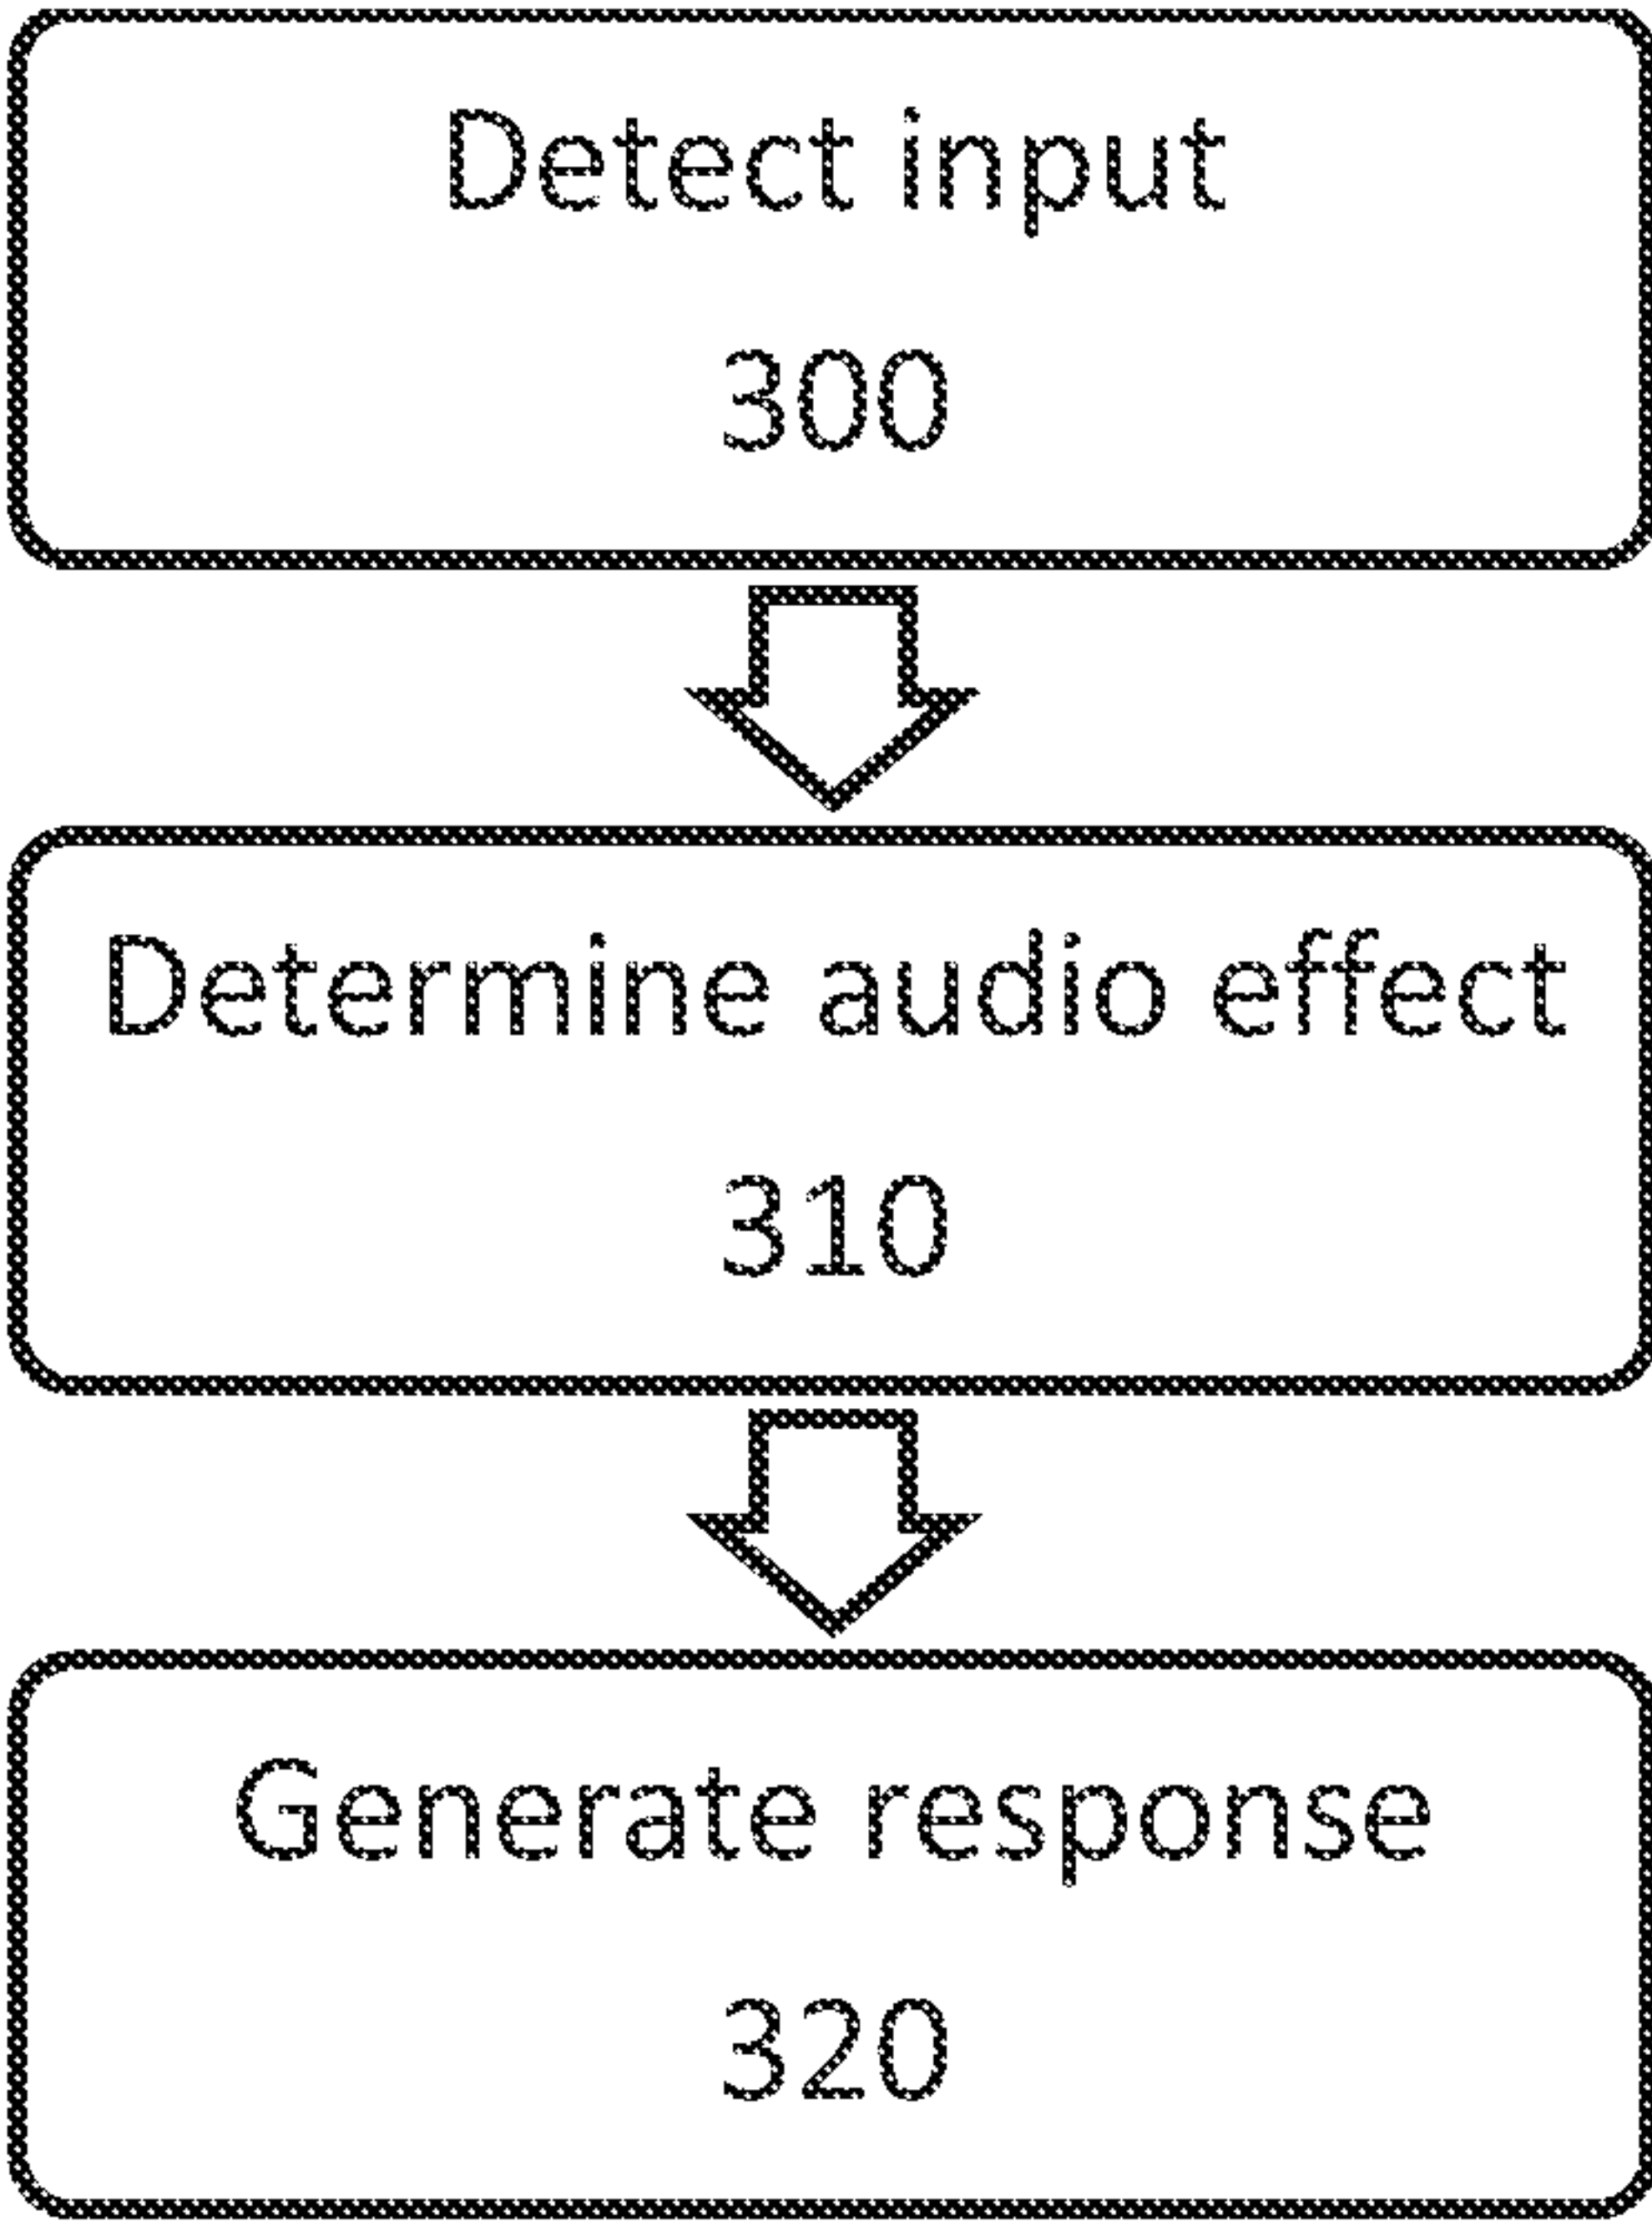 Detect input
300
Determine audio effect
310
Generate response
320